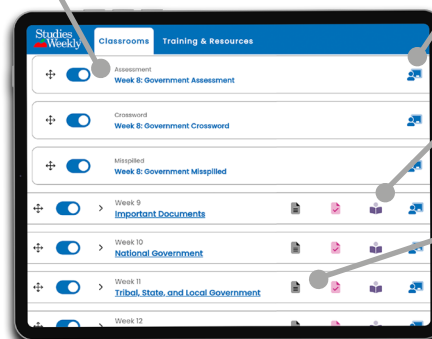 Studies
Weekly
Classrooms
Training & Resources
Assessment
Week 8: Government Assessment
Crossword
Week 8: Government Crossword
Misspilled
Week 8: Government Misspilled
Week 9
Important Documents
Week 10
National Government
Week 11
Tribal, State, and Local Government
Week 12